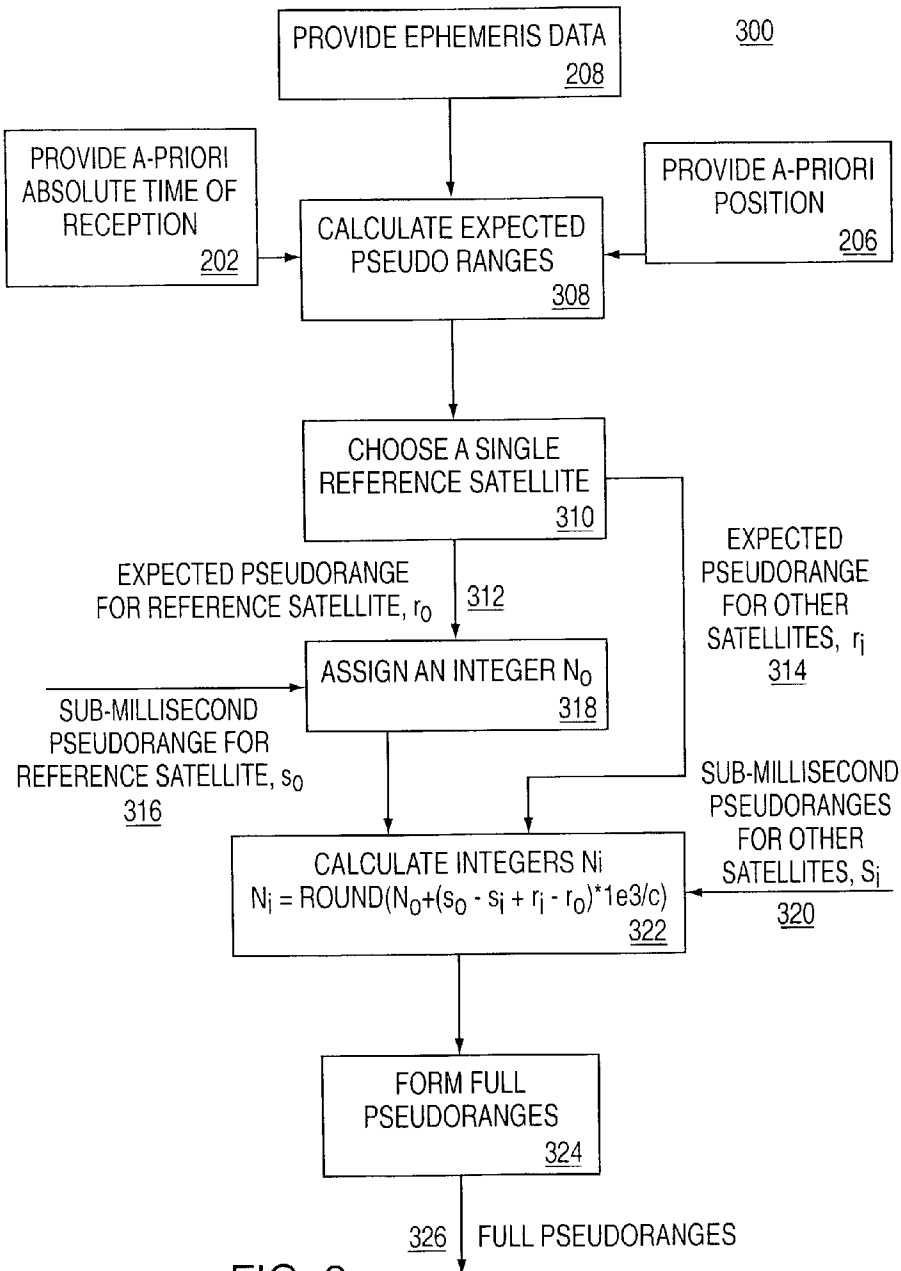 PROVIDE EPHEMERIS DATA
208
300
PROVIDE A-PRIORI
ABSOLUTE TIME OF
RECEPTION
202
CALCULATE EXPECTED
PSEUDO RANGES
308
PROVIDE A-PRIORI
POSITION
206
CHOOSE A SINGLE
REFERENCE SATELLITE
310
EXPECTED PSEUDORANGE
FOR REFERENCE SATELLITE, r₀
312
EXPECTED
PSEUDORANGE
FOR OTHER
SATELLITES, rᵢ
314
ASSIGN AN INTEGER N₀
318
SUB-MILLISECOND
PSEUDORANGE FOR
REFERENCE SATELLITE, s₀
316
SUB-MILLISECOND
PSEUDORANGES
FOR OTHER
SATELLITES, Sᵢ
320
CALCULATE INTEGERS Ni
Nᵢ = ROUND(N₀+(s₀ - sᵢ + rᵢ - r₀)*1e3/c)
322
FORM FULL
PSEUDORANGES
324
326 FULL PSEUDORANGES